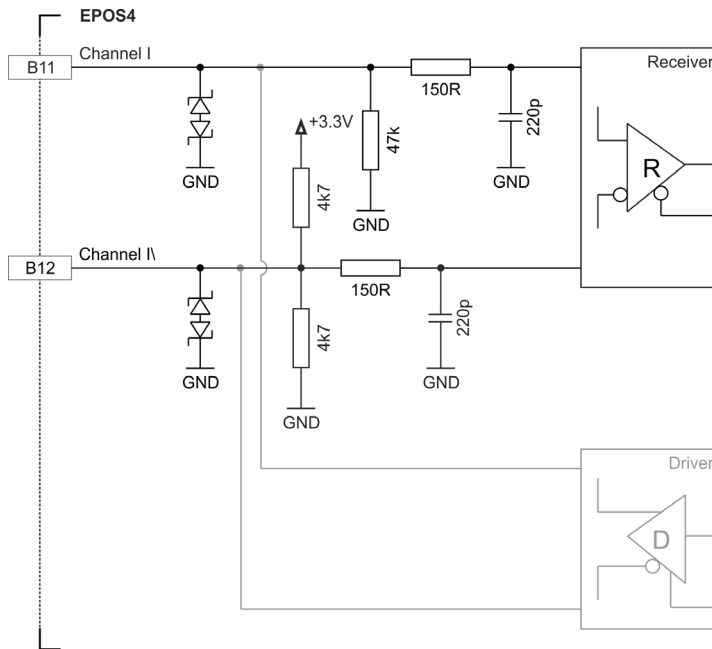 EPOS4
Channel I
B11
Receiver
150R
220p
+3.3V
47k
GND
GND
4k7
GND
R
Channel I\
B12
150R
220p
4k7
GND
GND
GND
Driver
D